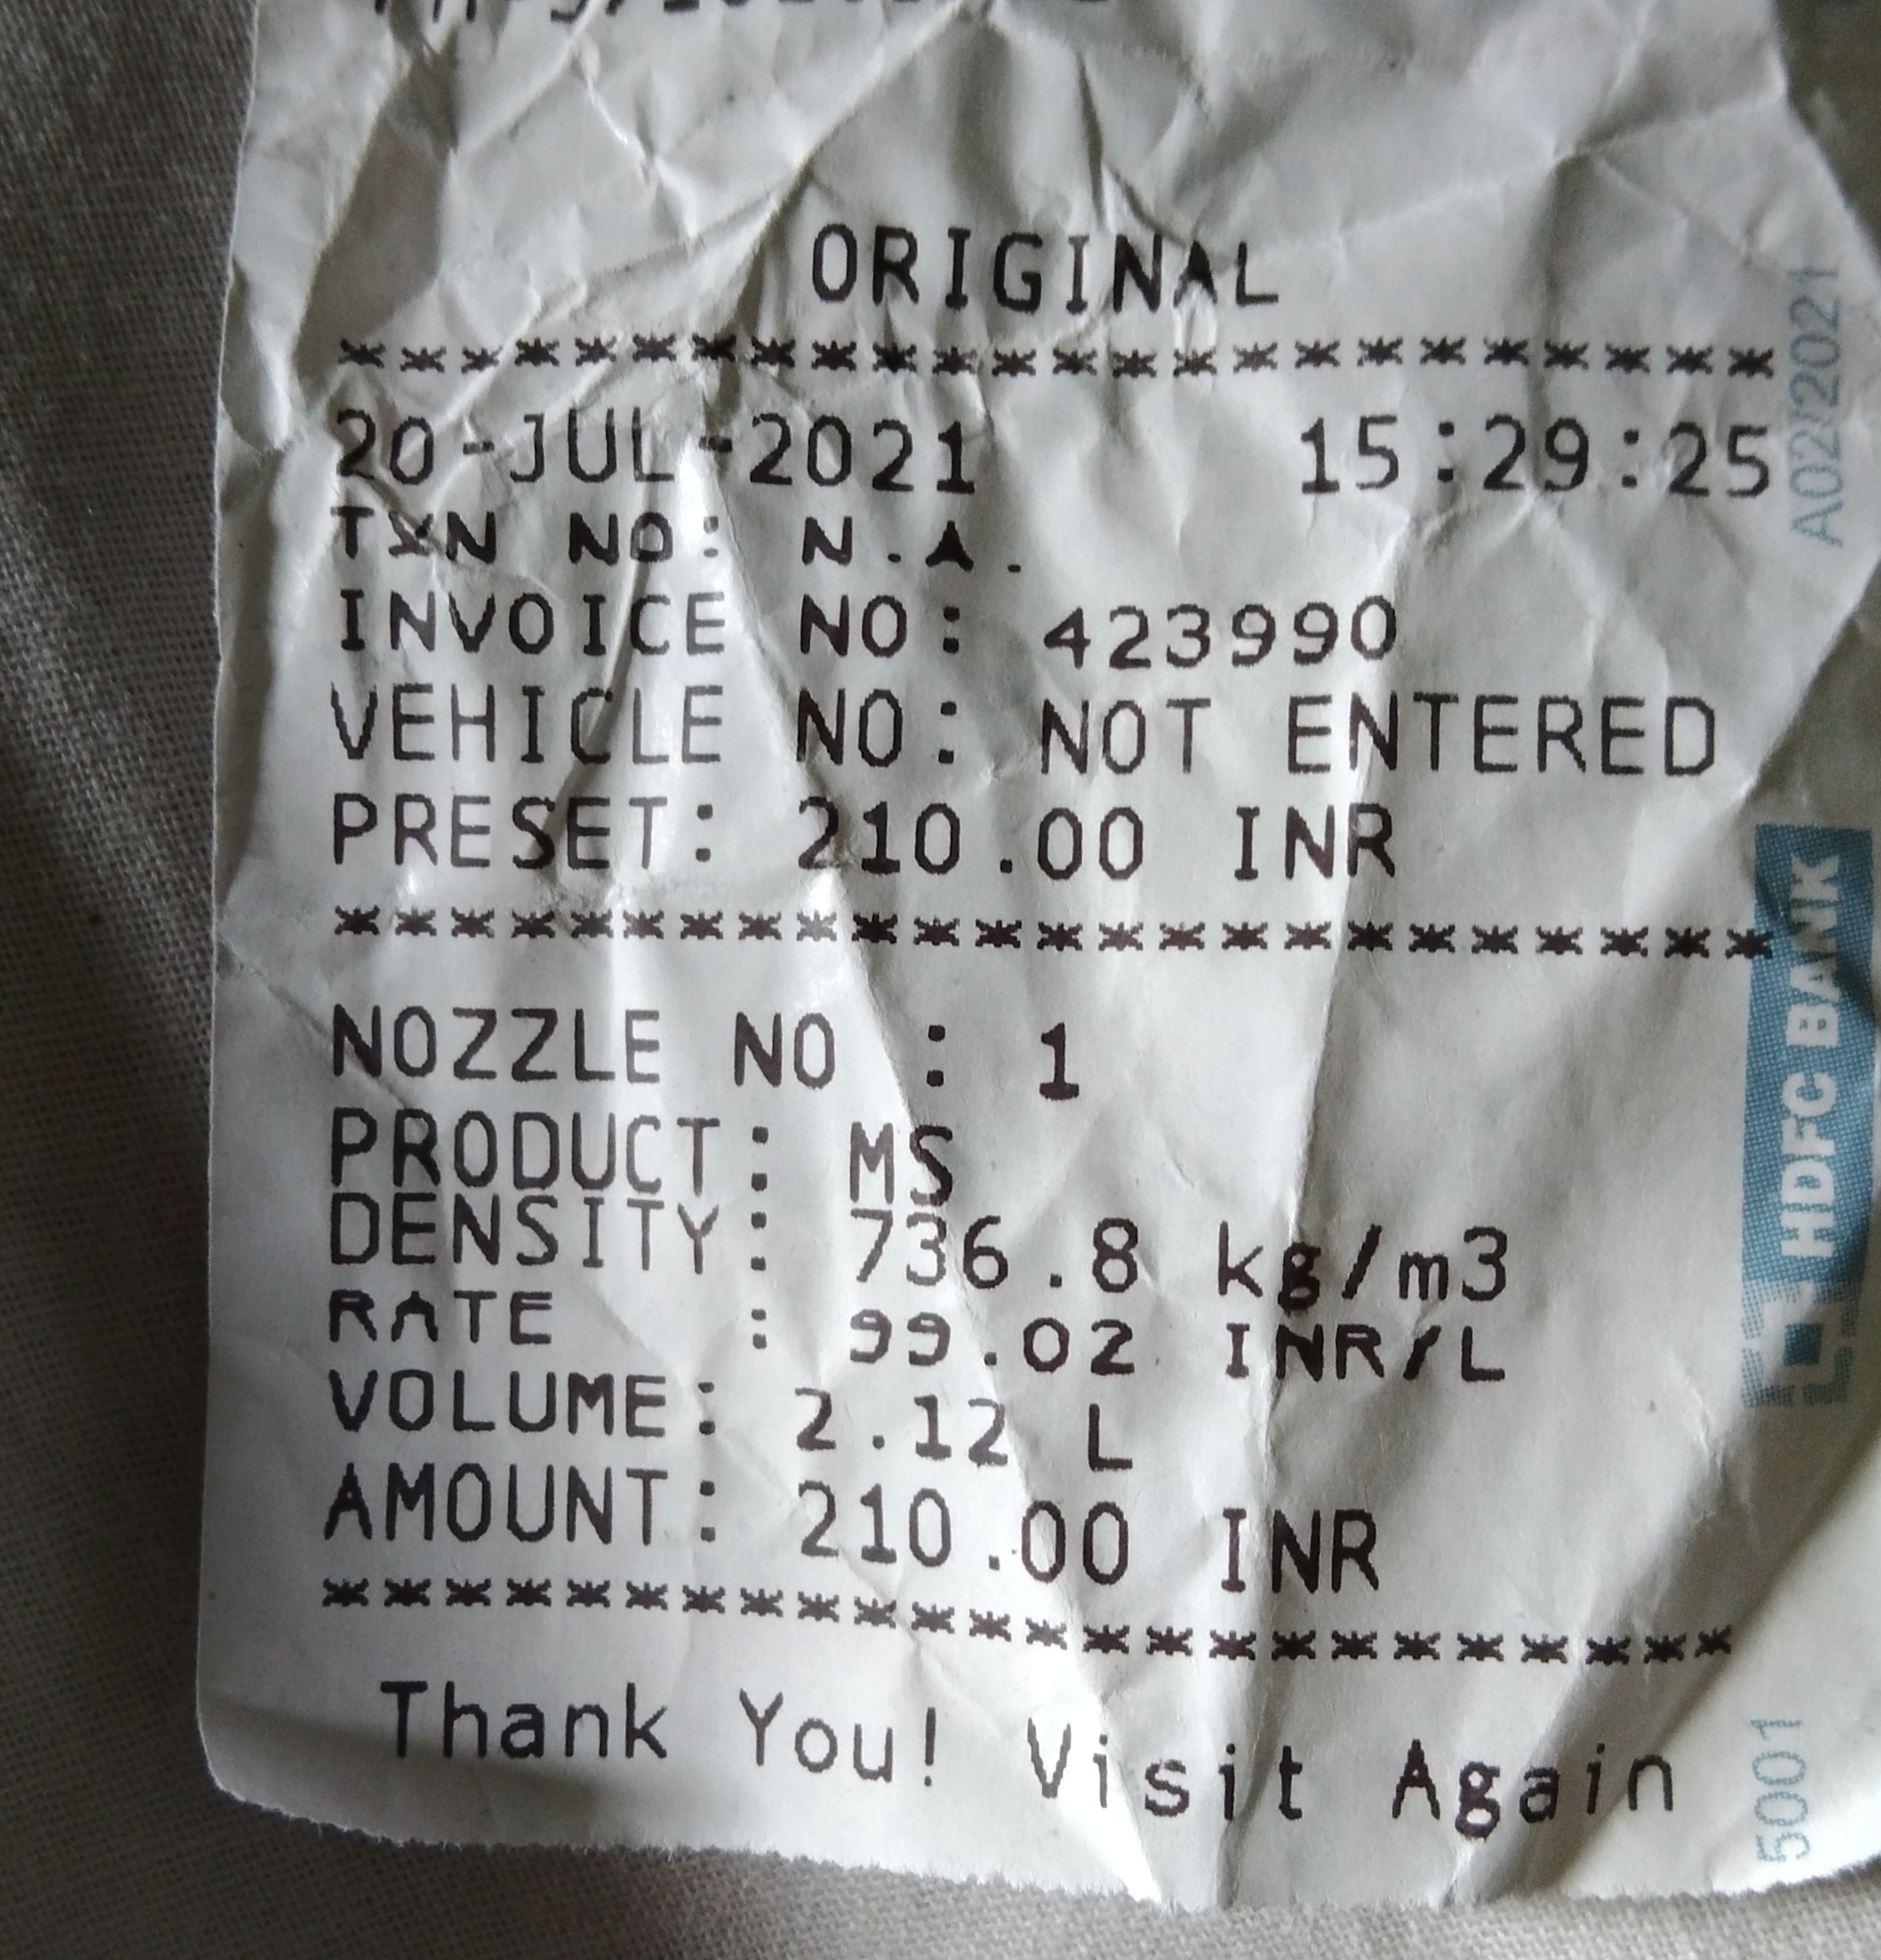 ORIGINAL
************************
20-JUL-2021 15:29:25
TXN NO: N.A.
INVOICE NO: 423990
VEHICLE NO: NOT ENTERED
PRESET: 210.00 INR
************************
NOZZLE NO : 1
PRODUCT: MS
DENSITY: 736.8 kg/m3
RATE : 99.02 INR/L
VOLUME: 2.12 L
AMOUNT: 210.00 INR
************************
Thank You! Visit Again
A02/2021
HDFC BANK
5001